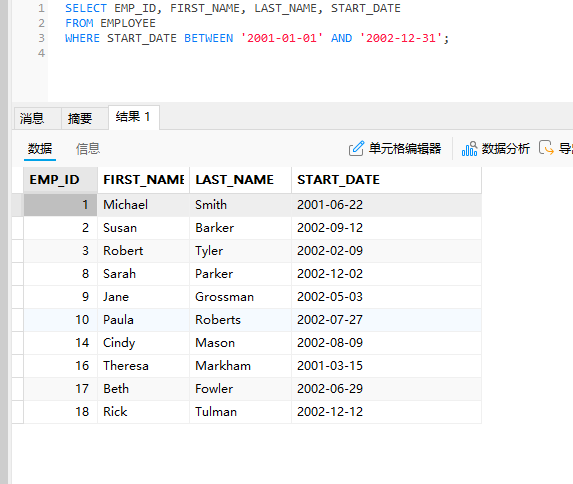 1 SELECT EMP_ID, FIRST_NAME, LAST_NAME, START_DATE
2 FROM EMPLOYEE
3 WHERE START_DATE BETWEEN '2001-01-01' AND '2002-12-31';
4
消息 摘要 结果 1
数据 信息 单元格编辑器 数据分析 导
EMP_ID FIRST_NAME LAST_NAME START_DATE
1 Michael Smith 2001-06-22
2 Susan Barker 2002-09-12
3 Robert Tyler 2002-02-09
8 Sarah Parker 2002-12-02
9 Jane Grossman 2002-05-03
10 Paula Roberts 2002-07-27
14 Cindy Mason 2002-08-09
16 Theresa Markham 2001-03-15
17 Beth Fowler 2002-06-29
18 Rick Tulman 2002-12-12